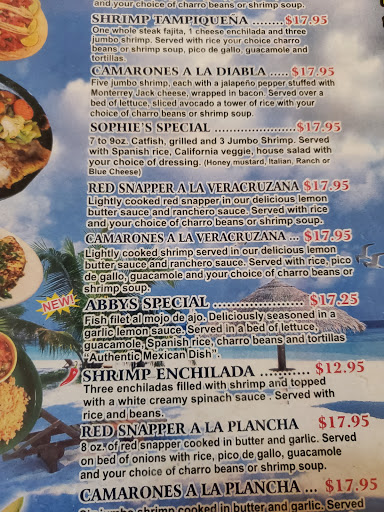 and your choice of charro beans or shrimp soup.
SHRIMP TAMPIQUEÑA ........$17.95
One whole steak fajita, 1 cheese enchilada and three
jumbo shrimp. Served with rice your choice charro
beans or shrimp soup, pico de gallo, guacamole and
tortillas.
CAMARONES A LA DIABLA ..... $17.95
Five jumbo shrimp, each with a jalapeño pepper stuffed with
Monterrey Jack cheese, wrapped in bacon. Served over a
bed of lettuce, sliced avocado a tower of rice with your
choice of charro beans or shrimp soup.
SOPHIE'S SPECIAL ......................$17.95
7 to 9oz. Catfish, grilled and 3 Jumbo Shrimp. Served
with Spanish rice, California veggie, house salad with
your choice of dressing. (Honey mustard, Italian, Ranch or
Blue Cheese)
RED SNAPPER A LA VERACRUZANA $17.95
Lightly cooked red snapper in our delicious lemon
butter sauce and ranchero sauce. Served with rice
and your choice of charro beans or shrimp soup.
CAMARONES A LA VERACRUZANA ... $17.95
Lightly cooked shrimp served in our delicious lemon
butter sauce and ranchero sauce. Served with rice, pico
de gallo, guacamole and your choice of charro beans or
shrimp soup.
NEW!
ABBYS SPECIAL ...................... $17.25
Fish filet al mojo de ajo. Deliciously seasoned in a
garlic lemon sauce. Served in a bed of lettuce,
guacamole, Spanish rice, charro beans and tortillas
"Authentic Mexican Dish".
SHRIMP ENCHILADA ........... $12.95
Three enchiladas filled with shrimp and topped
with a white creamy spinach sauce . Served with
rice and beans.
RED SNAPPER A LA PLANCHA $17.95
8 oz. of red snapper cooked in butter and garlic. Served
on bed of onions with rice, pico de gallo, guacamole
and your choice of charro beans or shrimp soup.
CAMARONES A LA PLANCHA ... $17.95
Six jumbo shrimp cooked in butter and garlic. Served